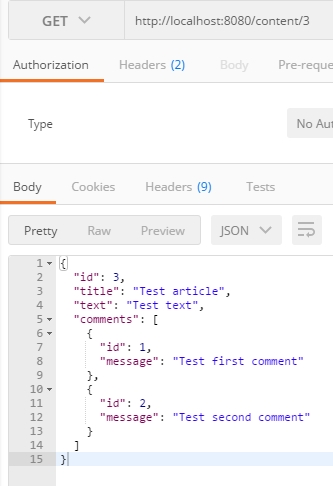 GET http://localhost:8080/content/3
Authorization Headers (2) Body Pre-reque
Type No Aut
Body Cookies Headers (9) Tests
Pretty Raw Preview JSON
1 {
2 "id": 3,
3 "title": "Test article",
4 "text": "Test text",
5 "comments": [
6 {
7 "id": 1,
8 "message": "Test first comment"
9 },
10 {
11 "id": 2,
12 "message": "Test second comment"
13 }
14 ]
15 }